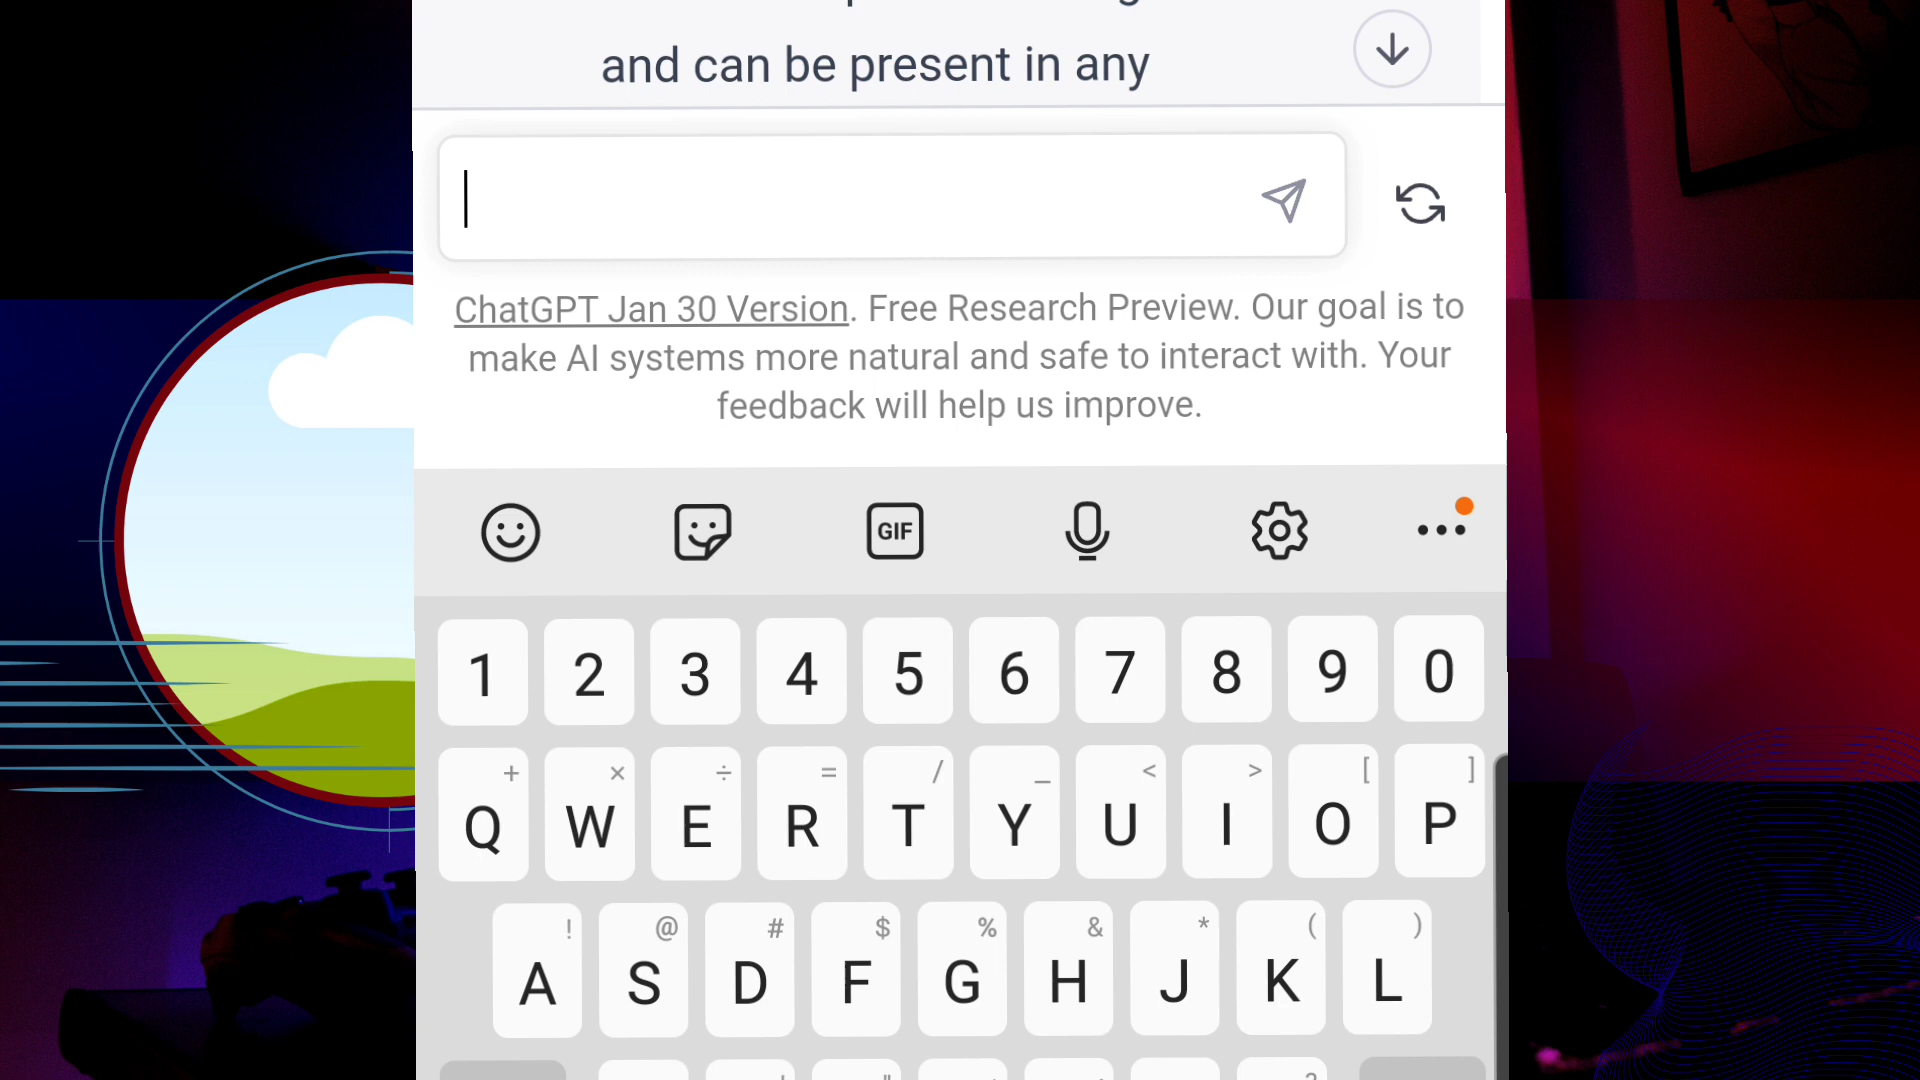 and can be present in any
ChatGPT Jan 30 Version. Free Research Preview. Our goal is to
make AI systems more natural and safe to interact with. Your
feedback will help us improve.
GIF
1 2 3 4 5 6 7 8 9 0
+ × ÷ = / _ < > [ ]
Q W E R T Y U I O P
! @ # $ % & * ( )
A S D F G H J K L